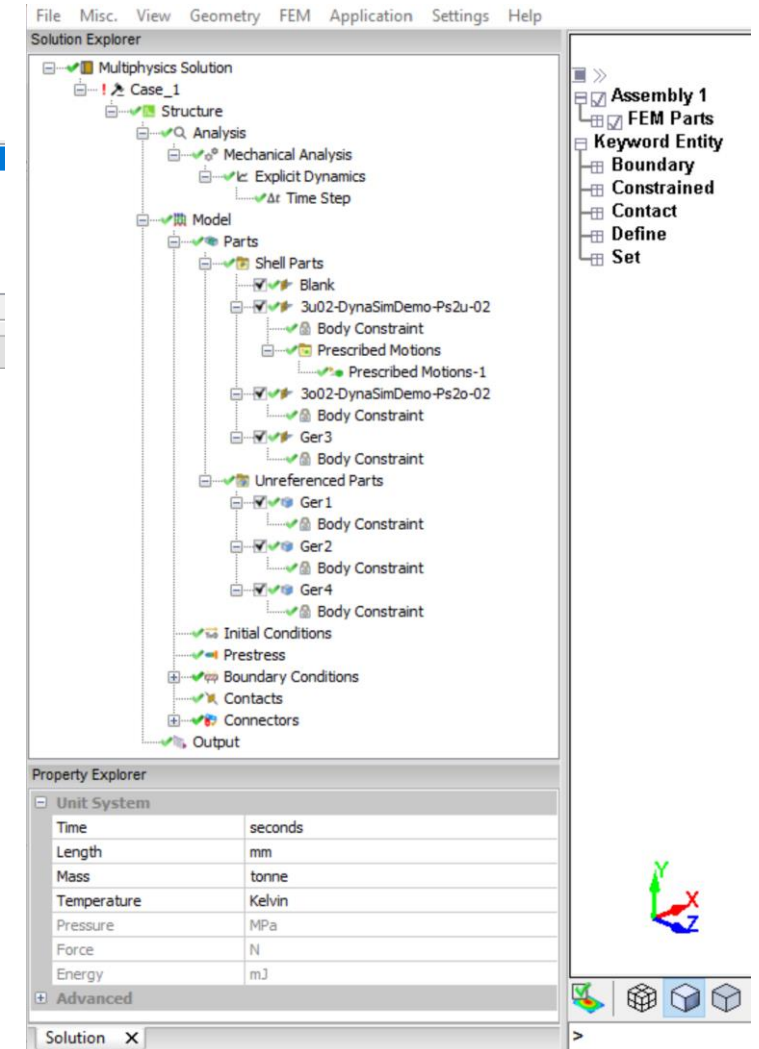 File Misc. View Geometry FEM Application Settings Help
Solution Explorer
Multiphysics Solution
! Case_1
Structure
Analysis
Mechanical Analysis
Explicit Dynamics
Δt Time Step
Model
Parts
Shell Parts
Blank
3u02-DynaSimDemo-Ps2u-02
Body Constraint
Prescribed Motions
Prescribed Motions-1
3o02-DynaSimDemo-Ps2o-02
Body Constraint
Ger3
Body Constraint
Unreferenced Parts
Ger1
Body Constraint
Ger2
Body Constraint
Ger4
Body Constraint
Initial Conditions
Prestress
Boundary Conditions
Contacts
Connectors
Output
Property Explorer
Unit System
Time seconds
Length mm
Mass tonne
Temperature Kelvin
Pressure MPa
Force N
Energy mJ
Advanced
Solution X
Assembly 1
FEM Parts
Keyword Entity
Boundary
Constrained
Contact
Define
Set
Y
X
Z
>